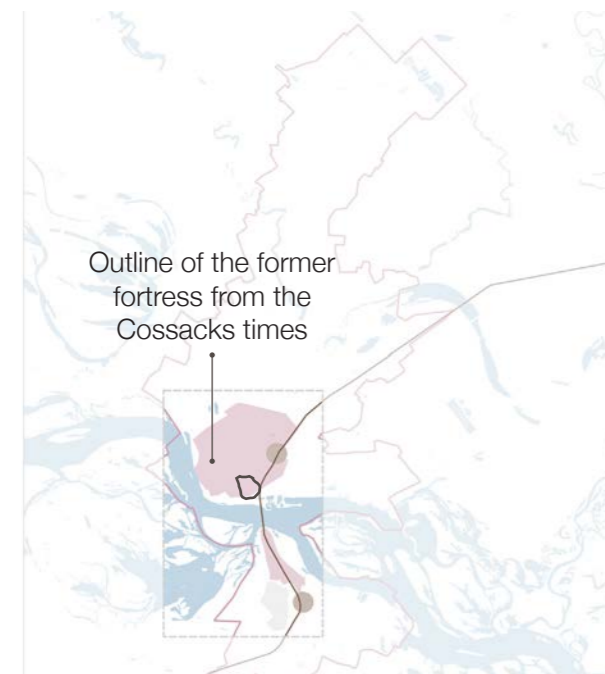 Outline of the former
fortress from the
Cossacks times